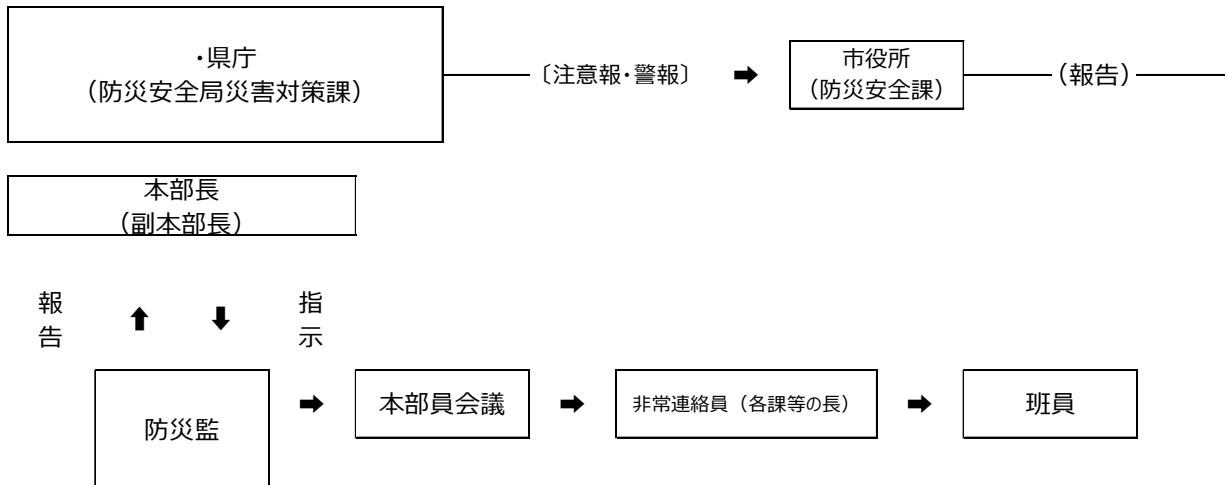 ・県庁
（防災安全局災害対策課）
〔注意報・警報〕
➡
市役所
（防災安全課）
（報告）
本部長
（副本部長）
報告
⬆
⬇
指示
防災監
➡
本部員会議
➡
非常連絡員（各課等の長）
➡
班員